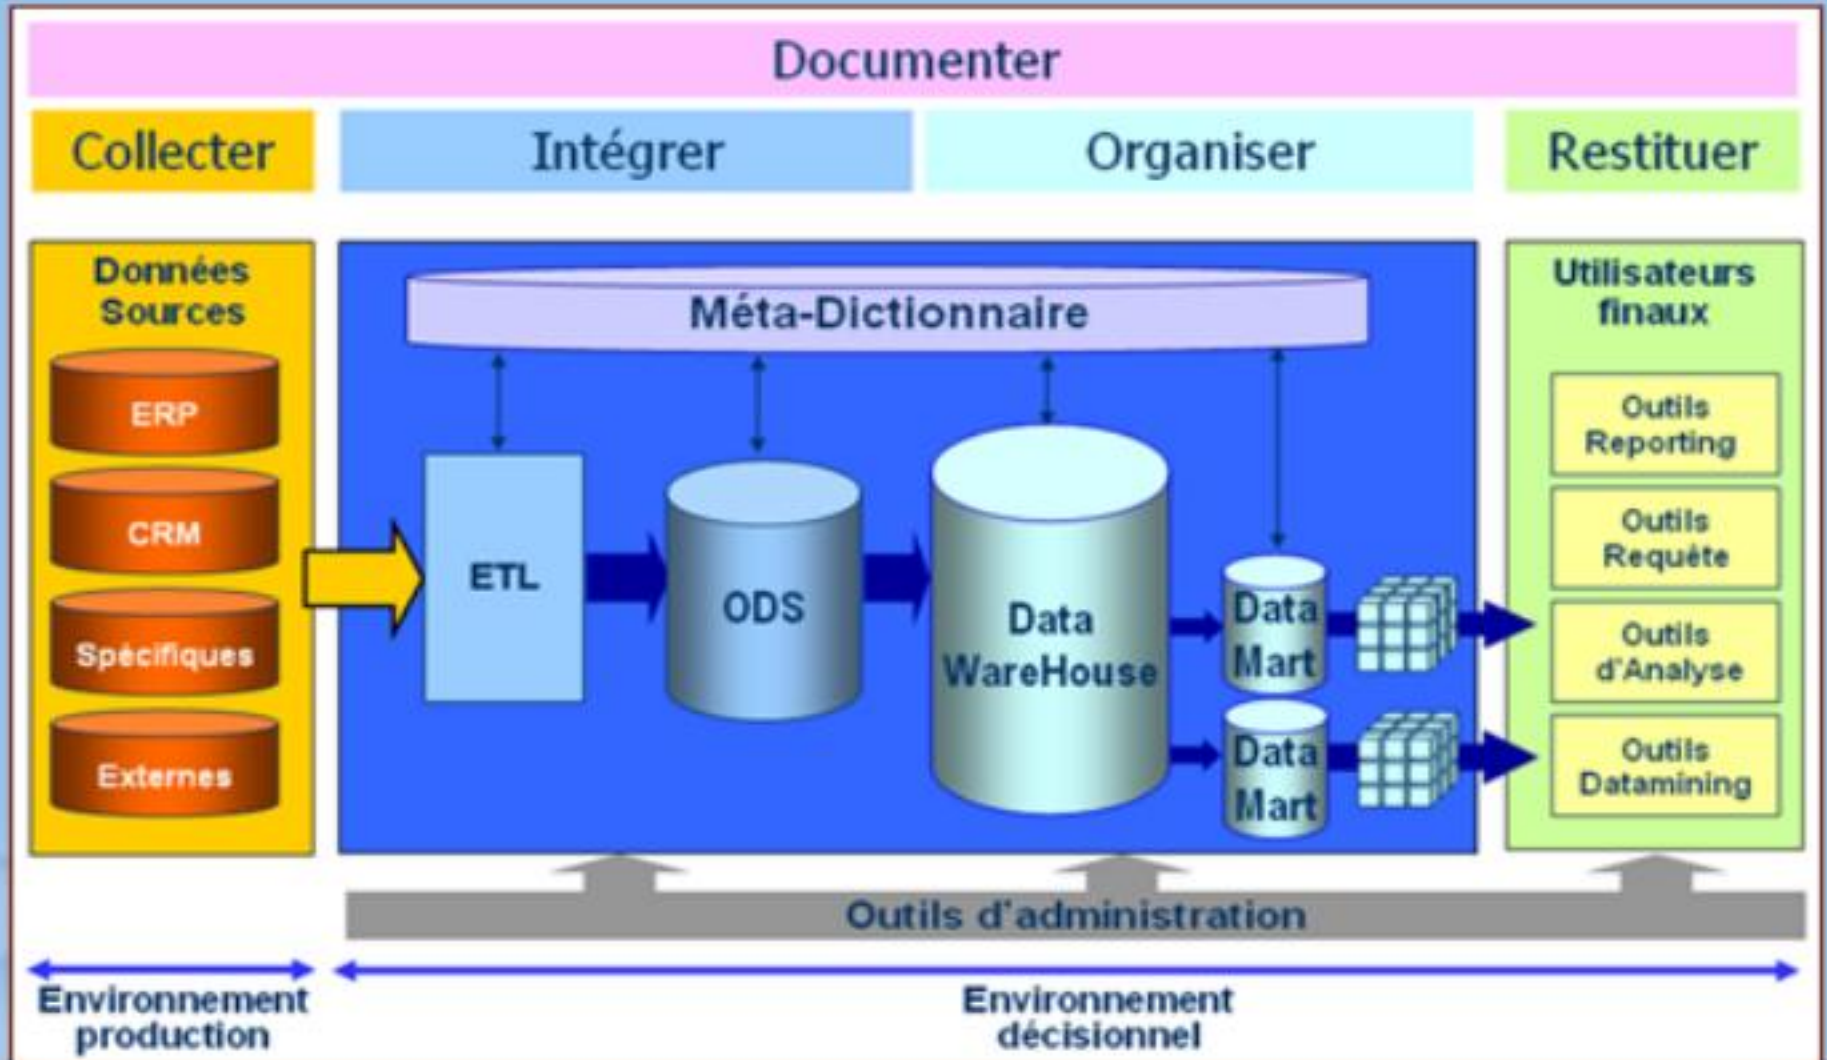 Documenter
Collecter
Intégrer
Organiser
Restituer
Données
Sources
ERP
CRM
Spécifiques
Externes
Méta-Dictionnaire
ETL
ODS
Data
WareHouse
Data
Mart
Data
Mart
Utilisateurs
finaux
Outils
Reporting
Outils
Requête
Outils
d'Analyse
Outils
Datamining
Outils d'administration
Environnement
production
Environnement
décisionnel